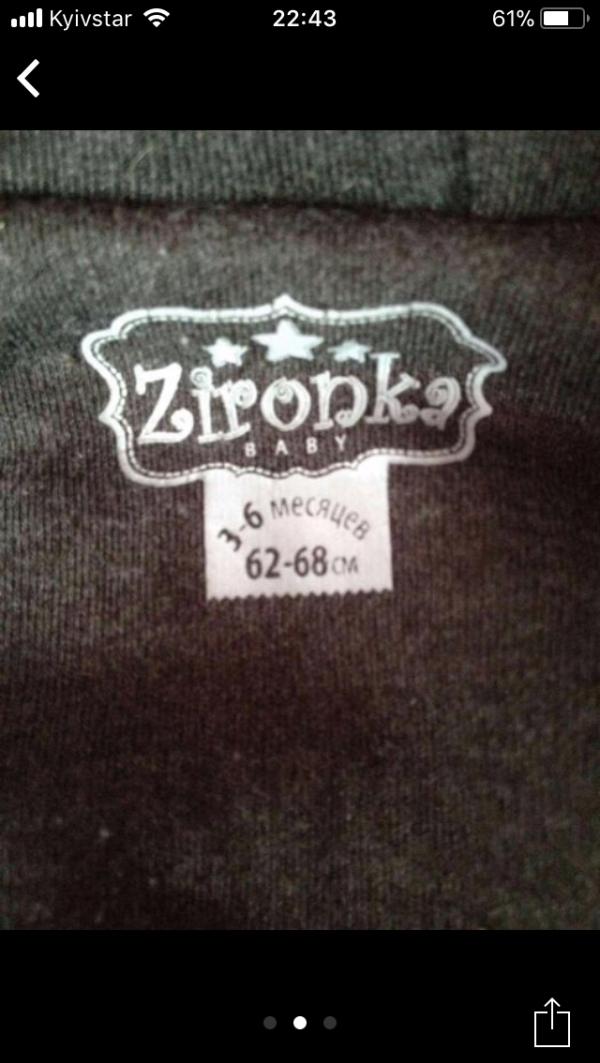 Kyivstar 22:43 61%
Zironka
BABY
3-6 месяцев
62-68 см